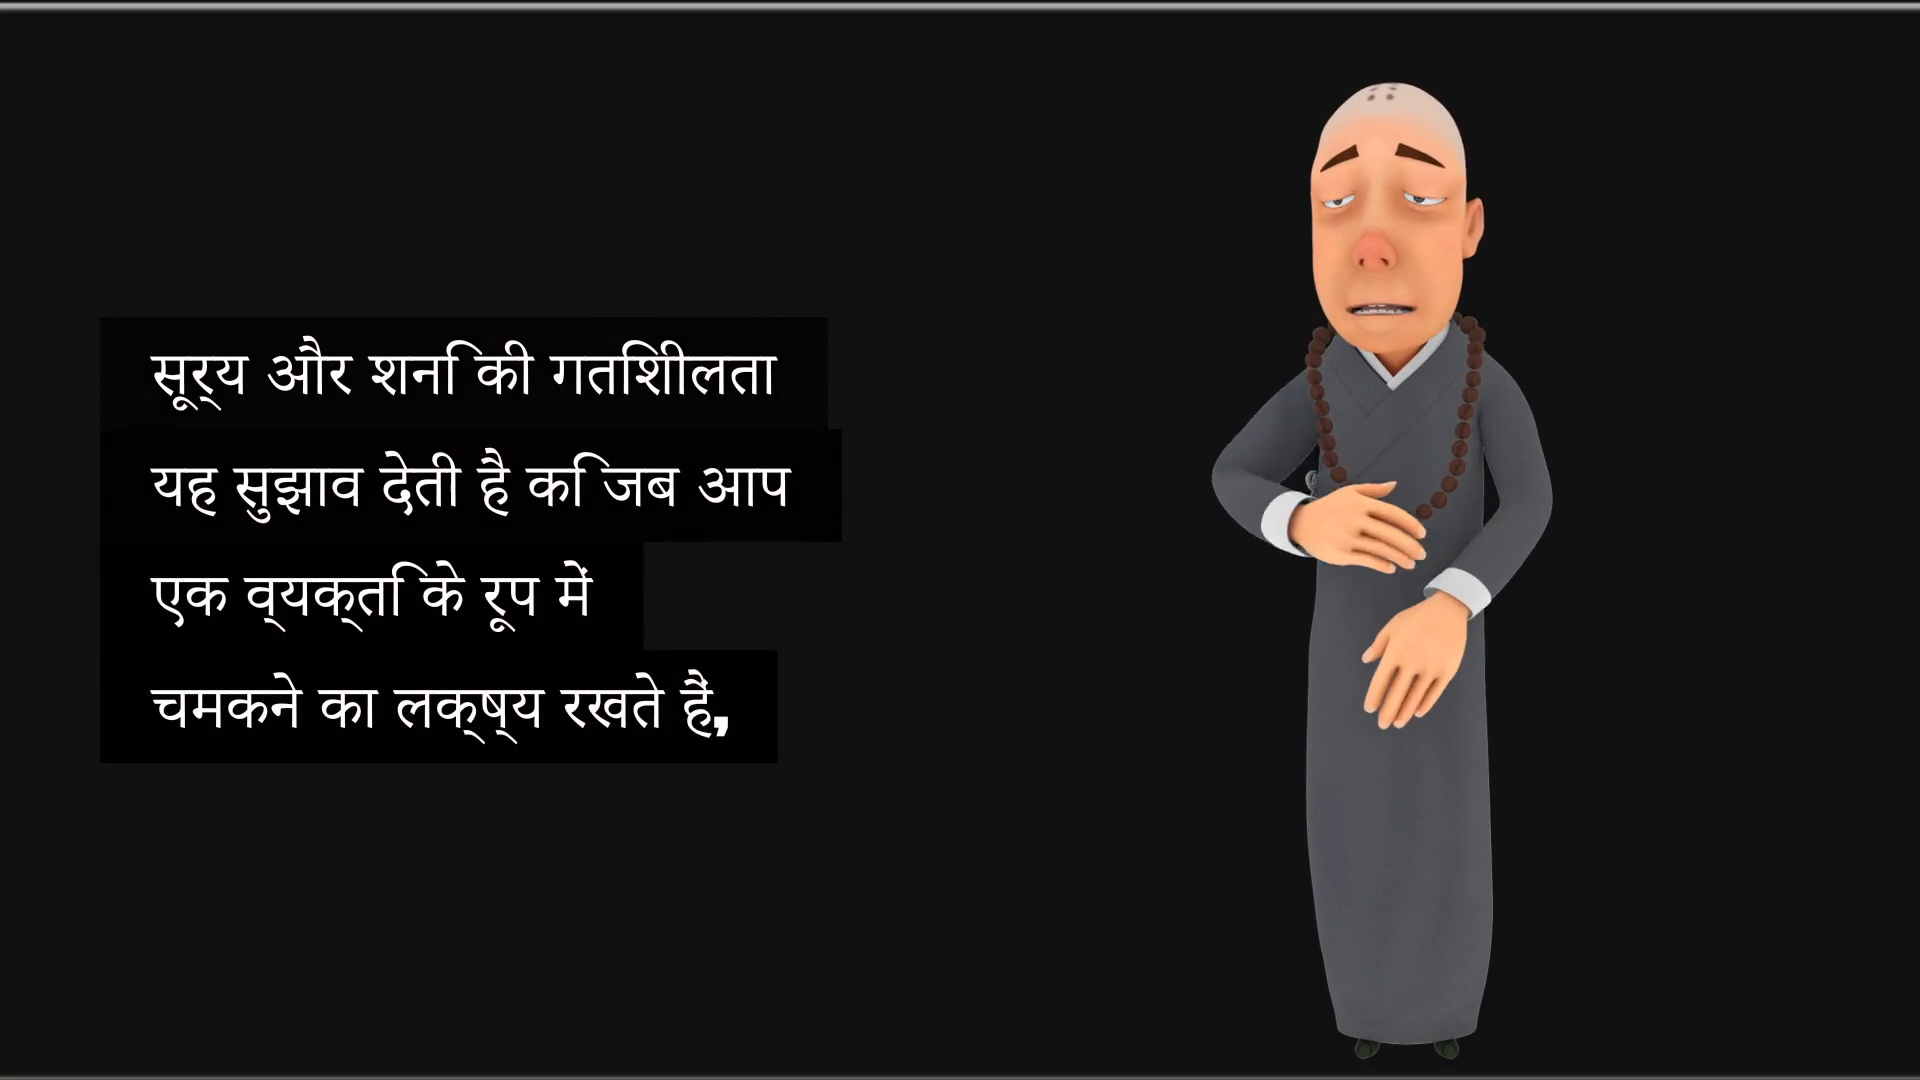 सूर्य और शनि की गतिशीलता
यह सुझाव देती है कि जब आप
एक व्यक्ति के रूप में
चमकने का लक्ष्य रखते हैं,